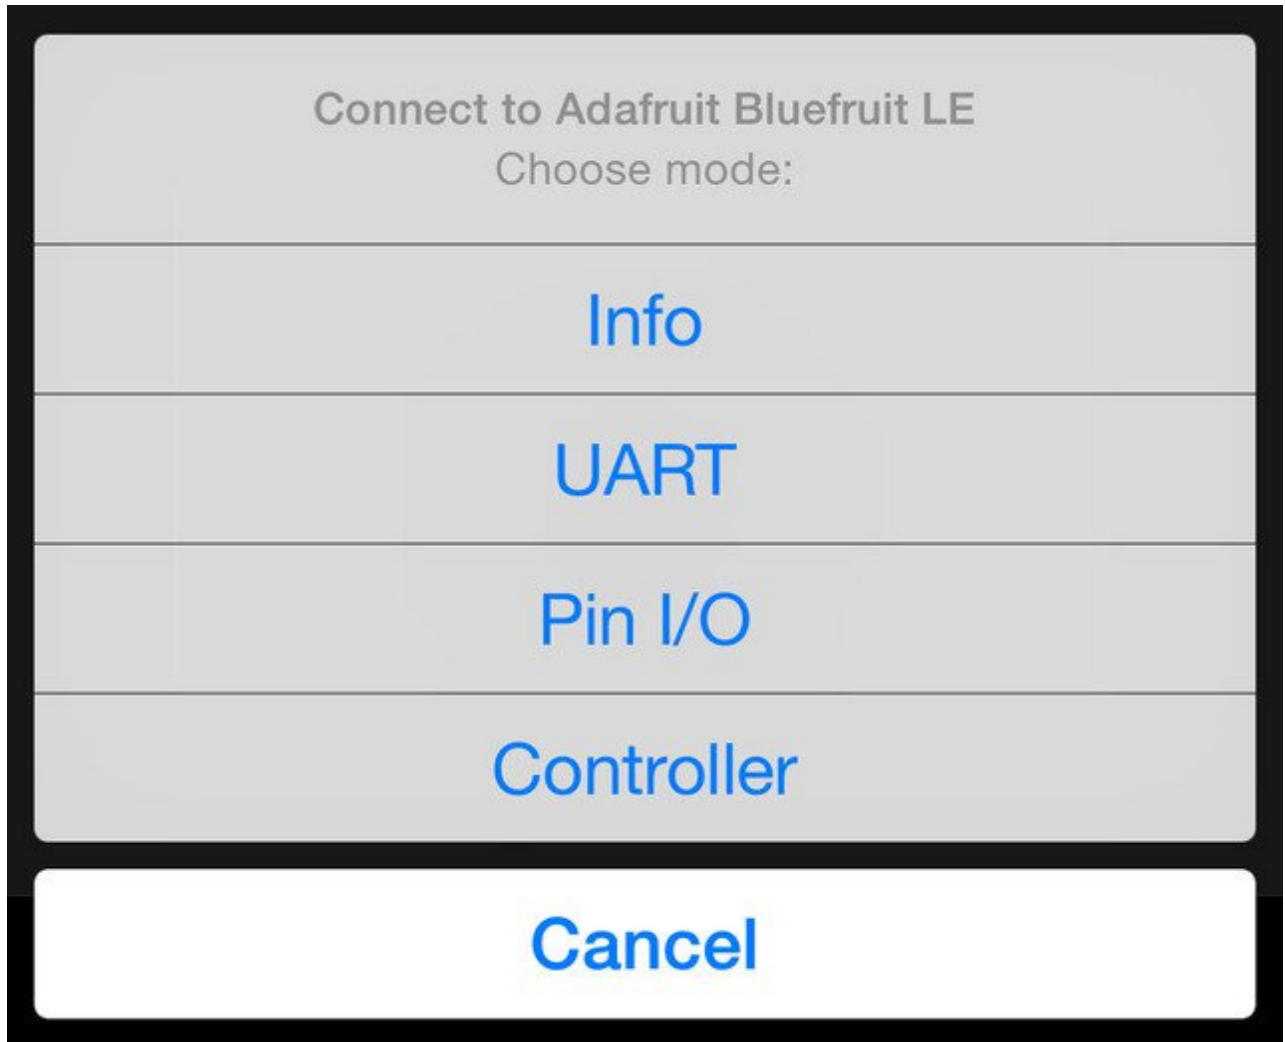 Connect to Adafruit Bluefruit LE
Choose mode:
Info
UART
Pin I/O
Controller
Cancel